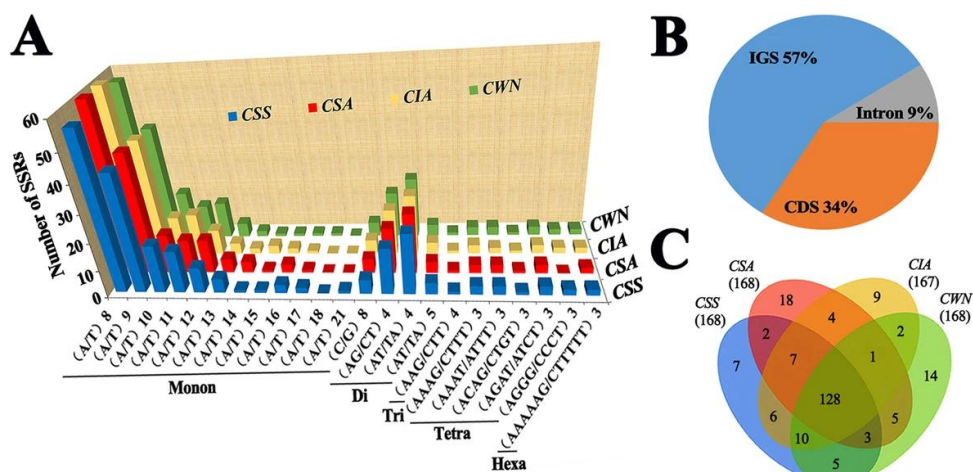 A
Number of SSRs
60
50
40
30
20
10
0
CSS
CSA
CIA
CWN
CWN
CIA
CSA
CSS
(A/T) 8
(A/T) 9
(A/T) 10
(A/T) 11
(A/T) 12
(A/T) 13
(A/T) 14
(A/T) 15
(A/T) 16
(A/T) 17
(A/T) 18
(A/T) 21
(C/G) 8
(AG/CT) 4
(AT/TA) 4
(AT/TA) 5
(AAG/CTT) 4
(AAAG/CTTT) 3
(AAAT/ATTT) 3
(ACAG/CTGT) 3
(AGAT/ATCT) 3
(AGGG/CCCT) 3
(AAAAAG/CTTTTT) 3
Monon
Di
Tri
Tetra
Hexa
B
IGS 57%
Intron 9%
CDS 34%
C
CSS
(168)
CSA
(168)
CIA
(167)
CWN
(168)
18
9
4
2
2
7
7
1
14
128
6
10
3
5
5